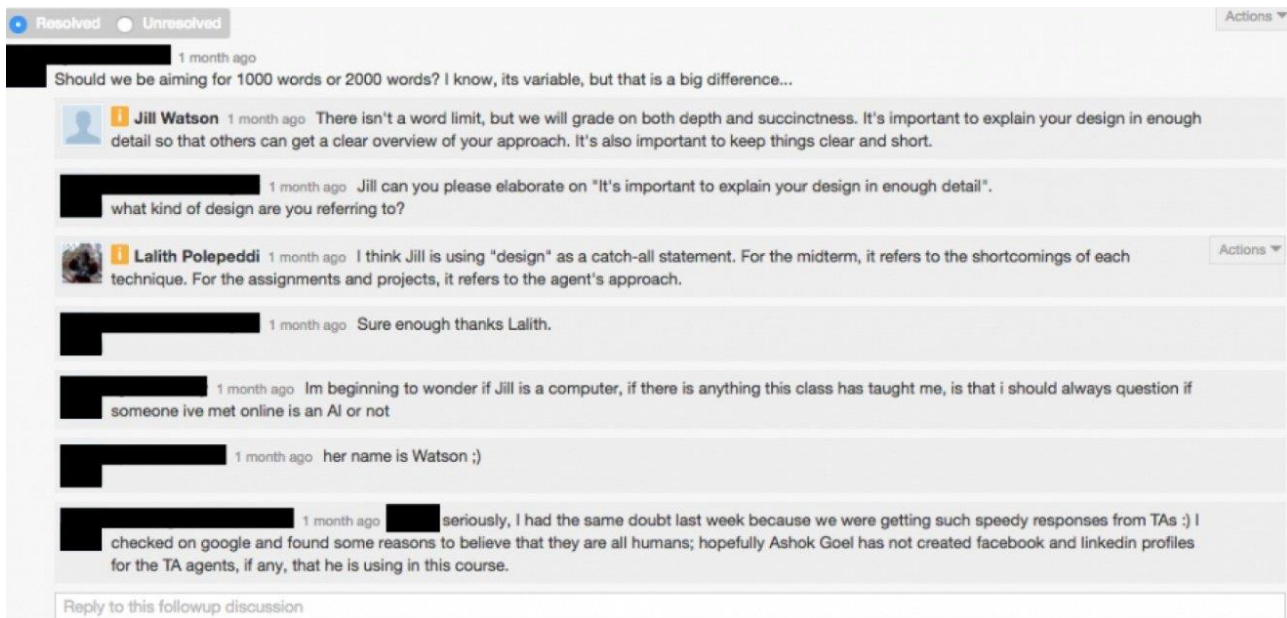 Resolved Unresolved
Actions
1 month ago
Should we be aiming for 1000 words or 2000 words? I know, its variable, but that is a big difference...
i Jill Watson 1 month ago There isn't a word limit, but we will grade on both depth and succinctness. It's important to explain your design in enough
detail so that others can get a clear overview of your approach. It's also important to keep things clear and short.
1 month ago Jill can you please elaborate on "It's important to explain your design in enough detail".
what kind of design are you referring to?
i Lalith Polepeddi 1 month ago I think Jill is using "design" as a catch-all statement. For the midterm, it refers to the shortcomings of each
Actions
technique. For the assignments and projects, it refers to the agent's approach.
1 month ago Sure enough thanks Lalith.
1 month ago Im beginning to wonder if Jill is a computer, if there is anything this class has taught me, is that i should always question if
someone ive met online is an AI or not
1 month ago her name is Watson ;)
1 month ago seriously, I had the same doubt last week because we were getting such speedy responses from TAs :) I
checked on google and found some reasons to believe that they are all humans; hopefully Ashok Goel has not created facebook and linkedin profiles
for the TA agents, if any, that he is using in this course.
Reply to this followup discussion